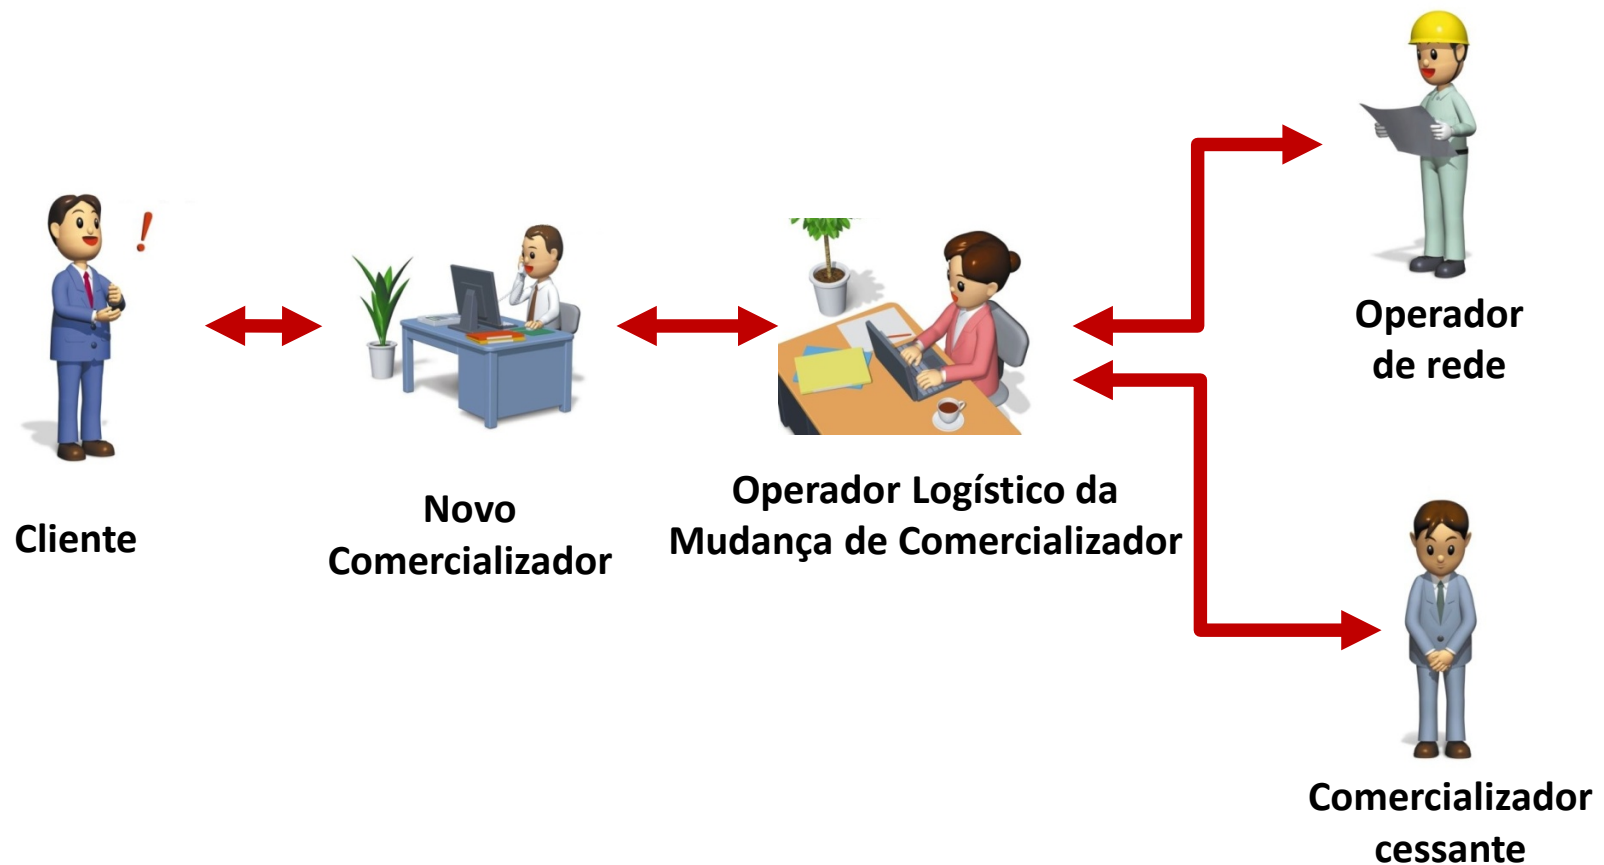 Cliente
Novo
Comercializador
Operador Logístico da
Mudança de Comercializador
Operador
de rede
Comercializador
cessante